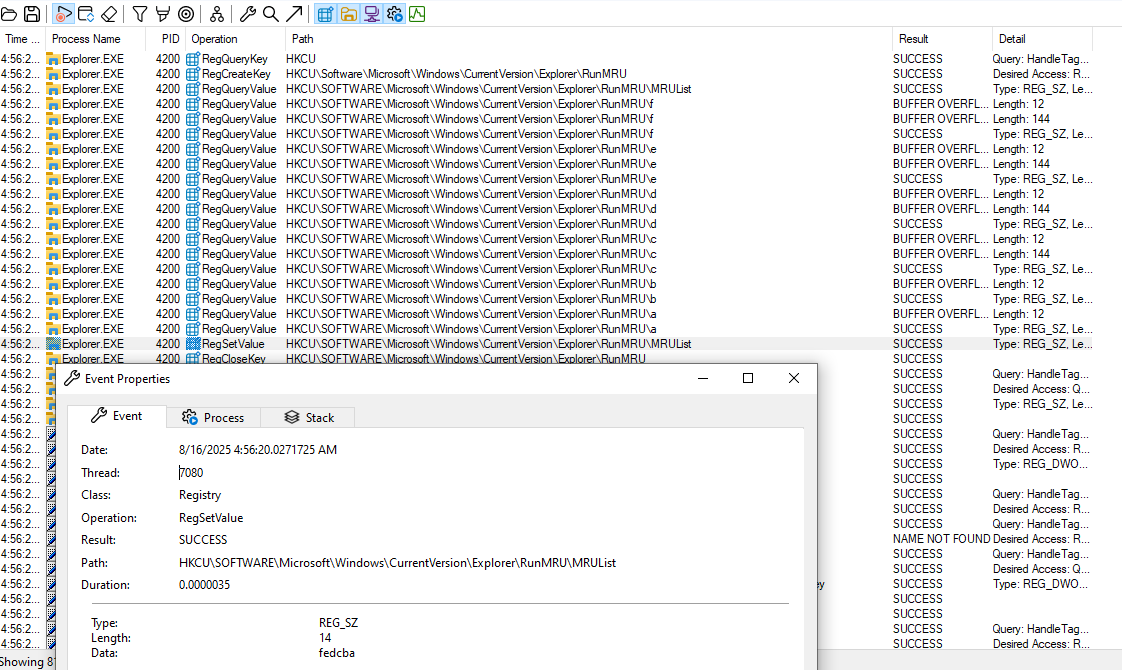 Time ... Process Name PID Operation Path Result Detail
4:56:2... Explorer.EXE 4200 RegQueryKey HKCU SUCCESS Query: HandleTag...
4:56:2... Explorer.EXE 4200 RegCreateKey HKCU\Software\Microsoft\Windows\CurrentVersion\Explorer\RunMRU SUCCESS Desired Access: R...
4:56:2... Explorer.EXE 4200 RegQueryValue HKCU\SOFTWARE\Microsoft\Windows\CurrentVersion\Explorer\RunMRU\MRUList SUCCESS Type: REG_SZ, Le...
4:56:2... Explorer.EXE 4200 RegQueryValue HKCU\SOFTWARE\Microsoft\Windows\CurrentVersion\Explorer\RunMRU\f BUFFER OVERFL... Length: 12
4:56:2... Explorer.EXE 4200 RegQueryValue HKCU\SOFTWARE\Microsoft\Windows\CurrentVersion\Explorer\RunMRU\f BUFFER OVERFL... Length: 144
4:56:2... Explorer.EXE 4200 RegQueryValue HKCU\SOFTWARE\Microsoft\Windows\CurrentVersion\Explorer\RunMRU\f SUCCESS Type: REG_SZ, Le...
4:56:2... Explorer.EXE 4200 RegQueryValue HKCU\SOFTWARE\Microsoft\Windows\CurrentVersion\Explorer\RunMRU\e BUFFER OVERFL... Length: 12
4:56:2... Explorer.EXE 4200 RegQueryValue HKCU\SOFTWARE\Microsoft\Windows\CurrentVersion\Explorer\RunMRU\e BUFFER OVERFL... Length: 144
4:56:2... Explorer.EXE 4200 RegQueryValue HKCU\SOFTWARE\Microsoft\Windows\CurrentVersion\Explorer\RunMRU\e SUCCESS Type: REG_SZ, Le...
4:56:2... Explorer.EXE 4200 RegQueryValue HKCU\SOFTWARE\Microsoft\Windows\CurrentVersion\Explorer\RunMRU\d BUFFER OVERFL... Length: 12
4:56:2... Explorer.EXE 4200 RegQueryValue HKCU\SOFTWARE\Microsoft\Windows\CurrentVersion\Explorer\RunMRU\d BUFFER OVERFL... Length: 144
4:56:2... Explorer.EXE 4200 RegQueryValue HKCU\SOFTWARE\Microsoft\Windows\CurrentVersion\Explorer\RunMRU\d SUCCESS Type: REG_SZ, Le...
4:56:2... Explorer.EXE 4200 RegQueryValue HKCU\SOFTWARE\Microsoft\Windows\CurrentVersion\Explorer\RunMRU\c BUFFER OVERFL... Length: 12
4:56:2... Explorer.EXE 4200 RegQueryValue HKCU\SOFTWARE\Microsoft\Windows\CurrentVersion\Explorer\RunMRU\c BUFFER OVERFL... Length: 144
4:56:2... Explorer.EXE 4200 RegQueryValue HKCU\SOFTWARE\Microsoft\Windows\CurrentVersion\Explorer\RunMRU\c SUCCESS Type: REG_SZ, Le...
4:56:2... Explorer.EXE 4200 RegQueryValue HKCU\SOFTWARE\Microsoft\Windows\CurrentVersion\Explorer\RunMRU\b BUFFER OVERFL... Length: 12
4:56:2... Explorer.EXE 4200 RegQueryValue HKCU\SOFTWARE\Microsoft\Windows\CurrentVersion\Explorer\RunMRU\b SUCCESS Type: REG_SZ, Le...
4:56:2... Explorer.EXE 4200 RegQueryValue HKCU\SOFTWARE\Microsoft\Windows\CurrentVersion\Explorer\RunMRU\a BUFFER OVERFL... Length: 12
4:56:2... Explorer.EXE 4200 RegQueryValue HKCU\SOFTWARE\Microsoft\Windows\CurrentVersion\Explorer\RunMRU\a SUCCESS Type: REG_SZ, Le...
4:56:2... Explorer.EXE 4200 RegSetValue HKCU\SOFTWARE\Microsoft\Windows\CurrentVersion\Explorer\RunMRU\MRUList SUCCESS Type: REG_SZ, Le...
4:56:2... Explorer.EXE 4200 RegCloseKey HKCU\SOFTWARE\Microsoft\Windows\CurrentVersion\Explorer\RunMRU SUCCESS
4:56:2... SUCCESS Query: HandleTag...
4:56:2... SUCCESS Desired Access: Q...
4:56:2... SUCCESS Type: REG_SZ, Le...
4:56:2... SUCCESS
4:56:2... SUCCESS Query: HandleTag...
4:56:2... SUCCESS Desired Access: R...
4:56:2... SUCCESS Type: REG_DWO...
4:56:2... SUCCESS
4:56:2... SUCCESS Query: HandleTag...
4:56:2... SUCCESS Desired Access: R...
4:56:2... SUCCESS Query: HandleTag...
4:56:2... NAME NOT FOUND Desired Access: R...
4:56:2... SUCCESS Query: HandleTag...
4:56:2... SUCCESS Desired Access: Q...
4:56:2... ey SUCCESS Type: REG_DWO...
4:56:2... SUCCESS
4:56:2... SUCCESS
4:56:2... SUCCESS Query: HandleTag...
4:56:2... SUCCESS Desired Access: R...
Showing 8
Event Properties
Event Process Stack
Date: 8/16/2025 4:56:20.0271725 AM
Thread: 7080
Class: Registry
Operation: RegSetValue
Result: SUCCESS
Path: HKCU\SOFTWARE\Microsoft\Windows\CurrentVersion\Explorer\RunMRU\MRUList
Duration: 0.0000035
Type: REG_SZ
Length: 14
Data: fedcba